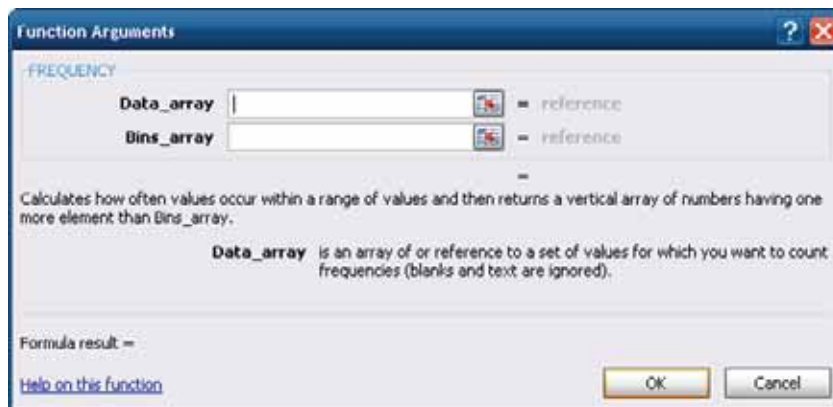 Function Arguments
FREQUENCY
Data_array = reference
Bins_array = reference
=
Calculates how often values occur within a range of values and then returns a vertical array of numbers having one
more element than Bins_array.
Data_array is an array of or reference to a set of values for which you want to count
frequencies (blanks and text are ignored).
Formula result =
Help on this function OK Cancel